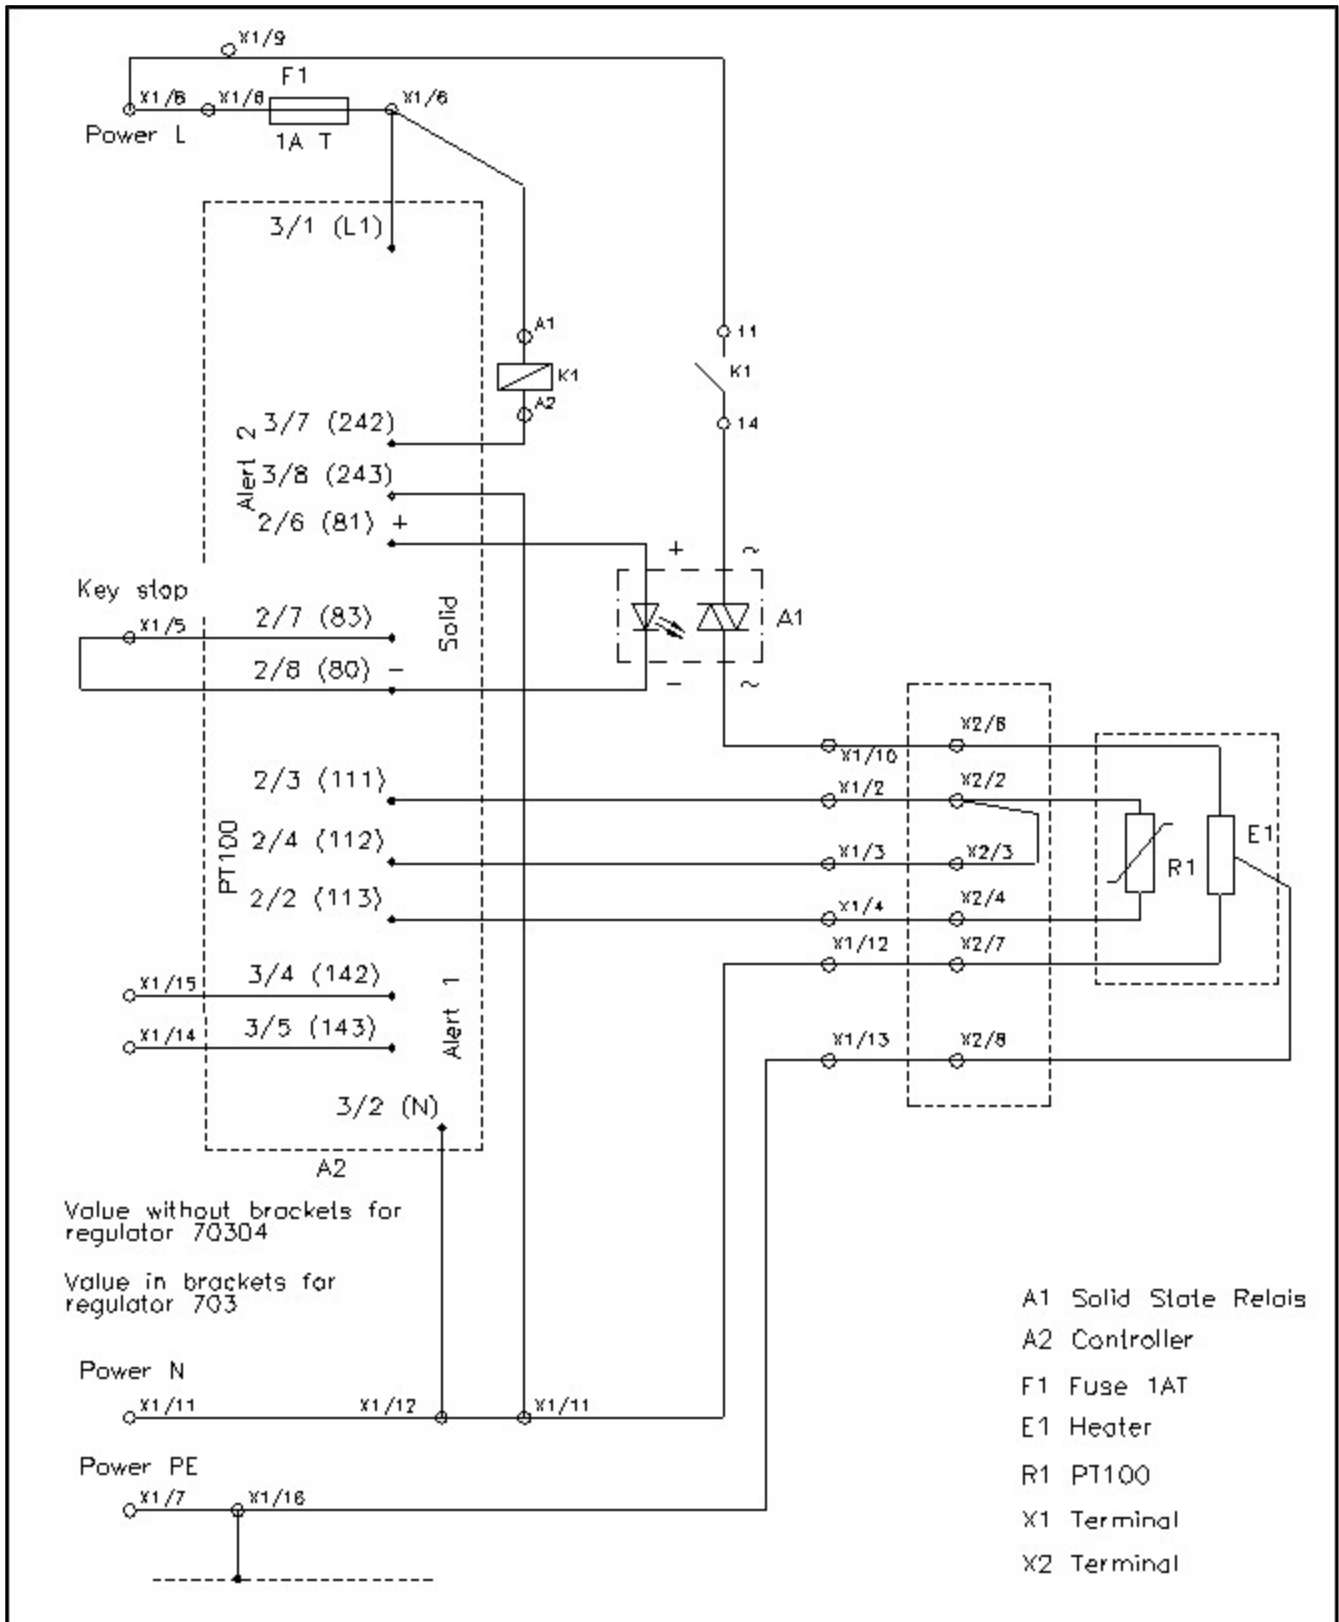 X1/9
F1
X1/6 X1/8 X1/6
Power L
1A T
3/1 (L1)
A1
11
K1
K1
A2
14
3/7 (242)
Alert 2
3/8 (243)
2/6 (81) +
+ ~
Key stop
X1/5
2/7 (83)
Solid
A1
2/8 (80) -
- ~
X2/6
X1/10
2/3 (111)
X1/2 X2/2
PT100
2/4 (112)
X1/3 X2/3
R1
E1
2/2 (113)
X1/4 X2/4
X1/12 X2/7
X1/15
3/4 (142)
Alert 1
X1/14
3/5 (143)
X1/13 X2/8
3/2 (N)
A2
Value without brackets for
regulator 70304
Value in brackets for
regulator 703
Power N
X1/11 X1/12 X1/11
Power PE
X1/7 X1/16
A1 Solid State Relais
A2 Controller
F1 Fuse 1AT
E1 Heater
R1 PT100
X1 Terminal
X2 Terminal